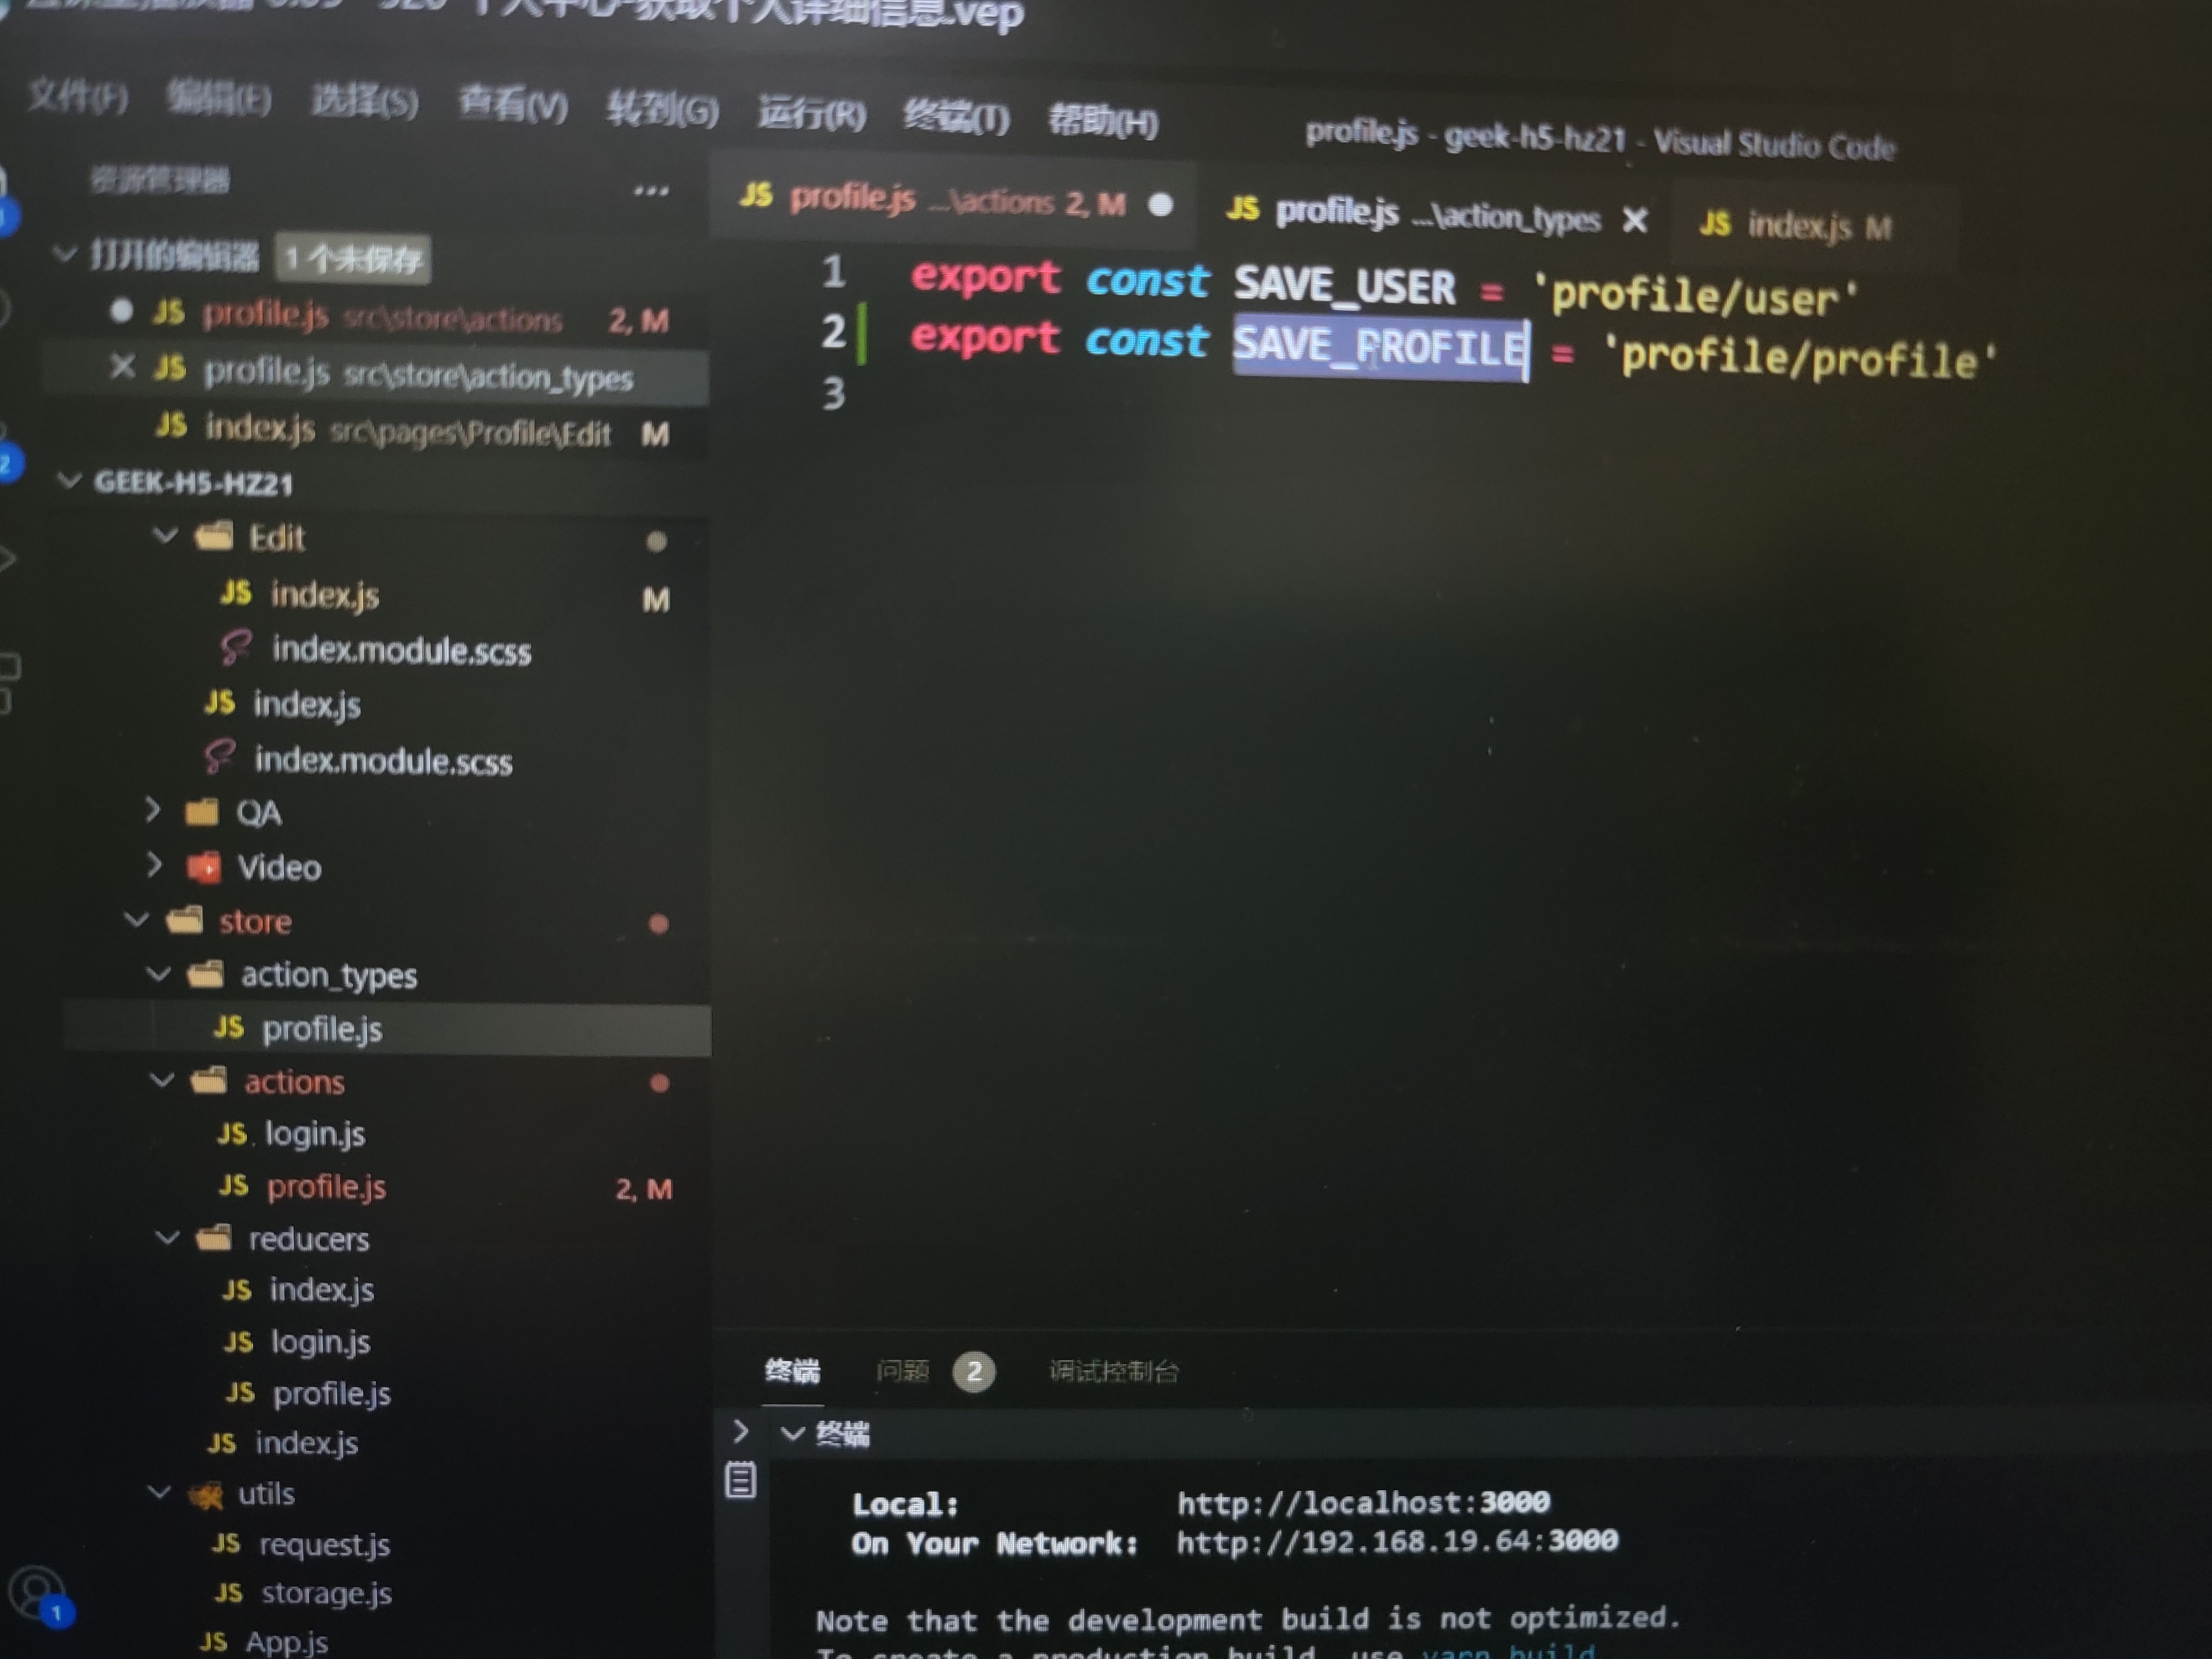 个人中心-获取个人详细信息.vep
文件(F) 编辑(E) 选择(S) 查看(V) 转到(G) 运行(R) 终端(T) 帮助(H)
profile.js - geek-h5-hz21 - Visual Studio Code
资源管理器 ...
打开的编辑器 1 个未保存
JS profile.js src\store\actions 2, M
JS profile.js src\store\action_types
JS index.js src\pages\Profile\Edit M
GEEK-H5-HZ21
Edit
JS index.js M
index.module.scss
JS index.js
index.module.scss
QA
Video
store
action_types
JS profile.js
actions
JS login.js
JS profile.js 2, M
reducers
JS index.js
JS login.js
JS profile.js
JS index.js
utils
JS request.js
JS storage.js
JS App.js
2
1
JS profile.js ...\actions 2, M
JS profile.js ...\action_types
JS index.js M
1 export const SAVE_USER = 'profile/user'
2 export const SAVE_PROFILE = 'profile/profile'
3
终端 问题 2 调试控制台
终端
Local: http://localhost:3000
On Your Network: http://192.168.19.64:3000
Note that the development build is not optimized.
To create a production build, use yarn build.